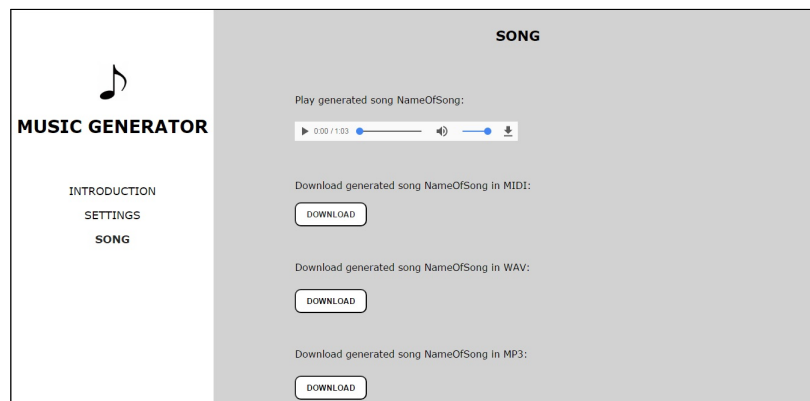 MUSIC GENERATOR
INTRODUCTION
SETTINGS
SONG
SONG
Play generated song NameOfSong:
0:00 / 1:03
Download generated song NameOfSong in MIDI:
DOWNLOAD
Download generated song NameOfSong in WAV:
DOWNLOAD
Download generated song NameOfSong in MP3:
DOWNLOAD